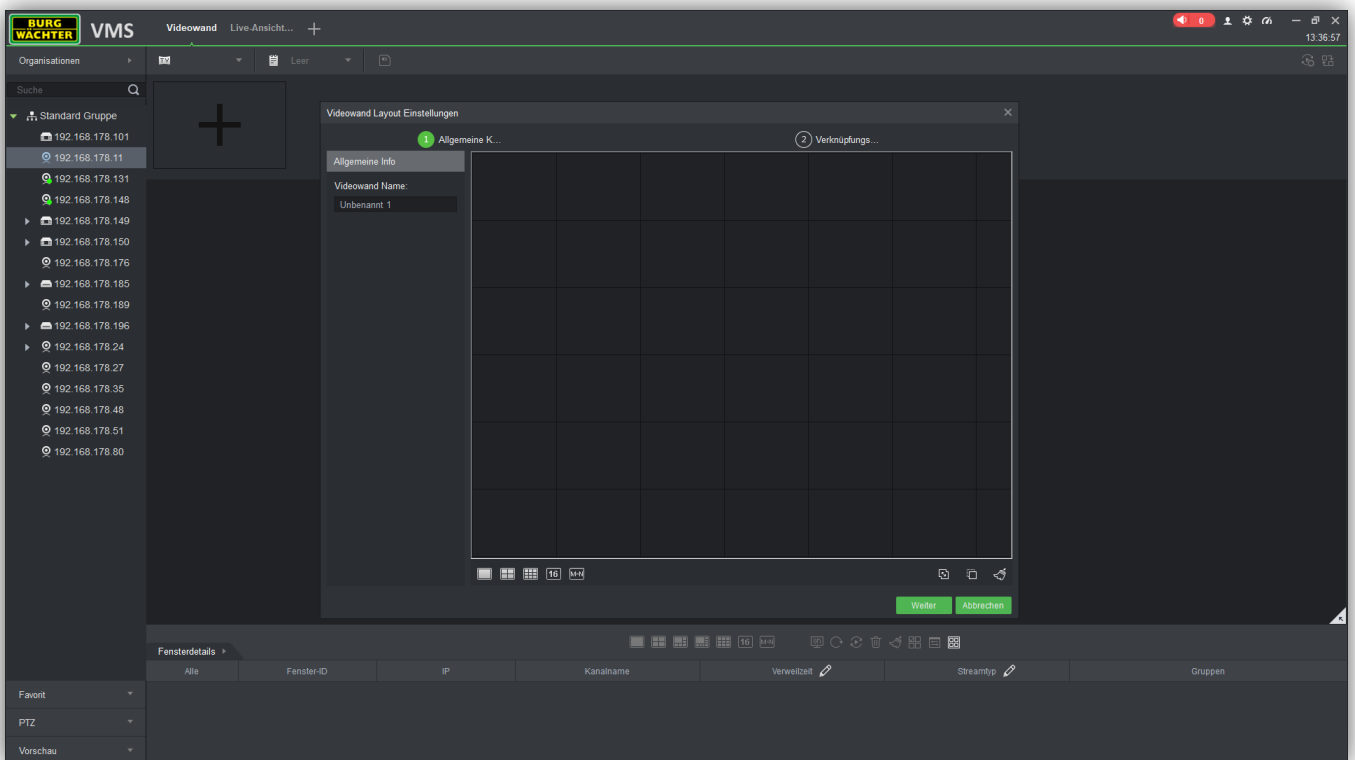 BURG
WÄCHTER
VMS
Videowand
Live-Ansicht...
0
13:36:57
Organisationen
TV
Leer
Suche
Standard Gruppe
192.168.178.101
192.168.178.11
192.168.178.131
192.168.178.148
192.168.178.149
192.168.178.150
192.168.178.176
192.168.178.185
192.168.178.189
192.168.178.196
192.168.178.24
192.168.178.27
192.168.178.35
192.168.178.48
192.168.178.51
192.168.178.80
Favorit
PTZ
Vorschau
Videowand Layout Einstellungen
1 Allgemeine K...
2 Verknüpfungs...
Allgemeine Info
Videowand Name:
Unbenannt 1
16 M×N
Weiter
Abbrechen
16 M×N
Fensterdetails
Alle
Fenster-ID
IP
Kanalname
Verweilzeit
Streamtyp
Gruppen